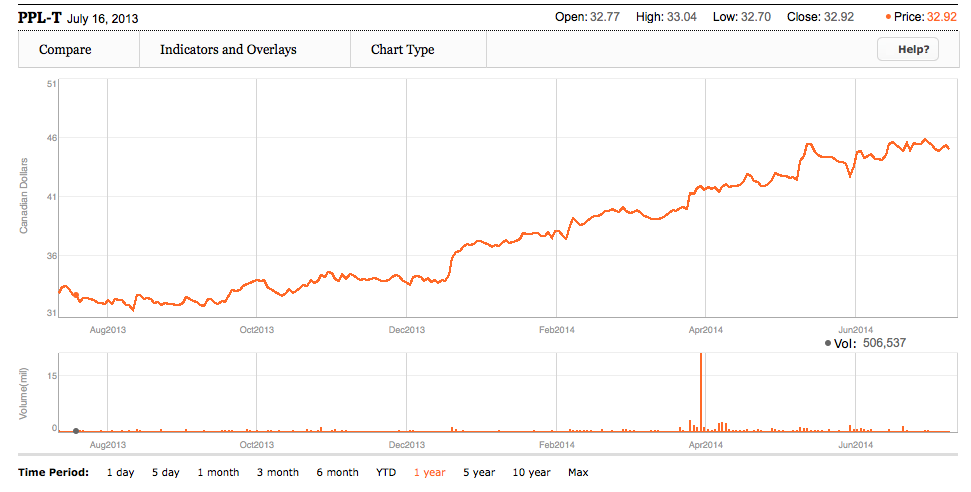 PPL-T July 16, 2013 Open: 32.77 High: 33.04 Low: 32.70 Close: 32.92 Price: 32.92
Compare Indicators and Overlays Chart Type Help?
51
46
41
36
31
Canadian Dollars
Aug2013 Oct2013 Dec2013 Feb2014 Apr2014 Jun2014
Vol: 506,537
15
0
Volume(mil)
Aug2013 Oct2013 Dec2013 Feb2014 Apr2014 Jun2014
Time Period: 1 day 5 day 1 month 3 month 6 month YTD 1 year 5 year 10 year Max